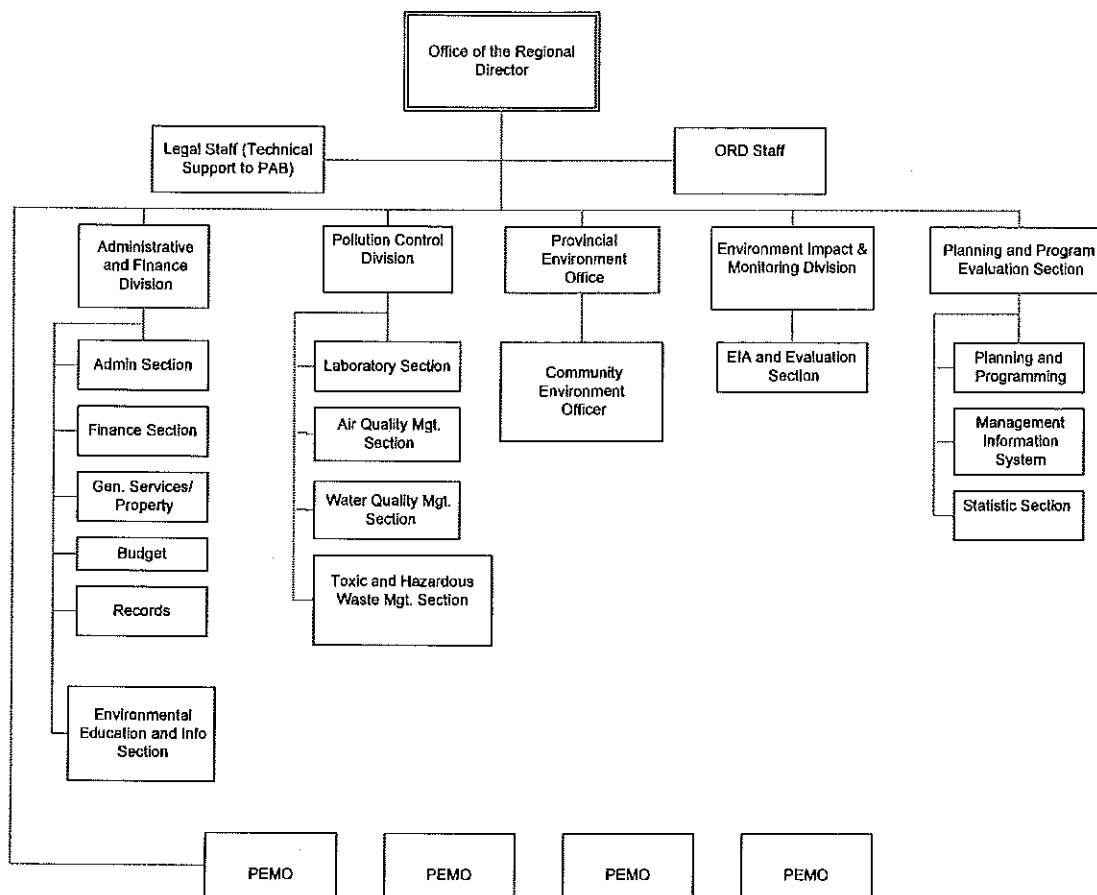 Office of the Regional
Director
Legal Staff (Technical
Support to PAB)
ORD Staff
Administrative
and Finance
Division
Pollution Control
Division
Provincial
Environment
Office
Environment Impact &
Monitoring Division
Planning and Program
Evaluation Section
Admin Section
Finance Section
Gen. Services/
Property
Budget
Records
Environmental
Education and Info
Section
Laboratory Section
Air Quality Mgt.
Section
Water Quality Mgt.
Section
Toxic and Hazardous
Waste Mgt. Section
Community
Environment
Officer
EIA and Evaluation
Section
Planning and
Programming
Management
Information
System
Statistic Section
PEMO
PEMO
PEMO
PEMO